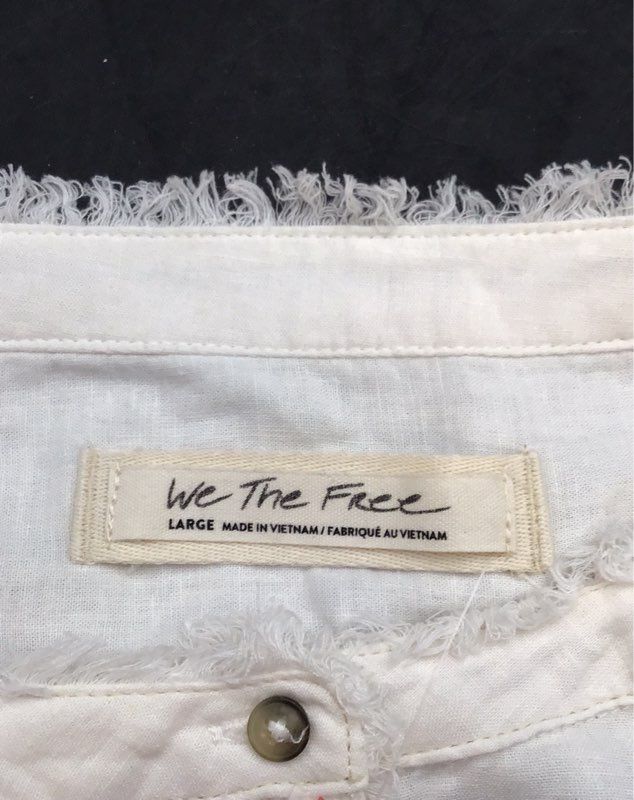 We The Free
LARGE MADE IN VIETNAM / FABRIQUÉ AU VIETNAM